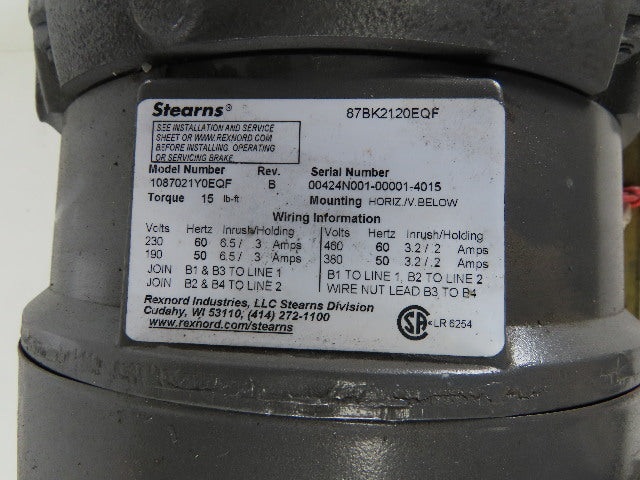 Stearns® 87BK2120EQF
SEE INSTALLATION AND SERVICE
SHEET OR WWW.REXNORD.COM
BEFORE INSTALLING, OPERATING
OR SERVICING BRAKE.
Model Number Rev. Serial Number
1087021Y0EQF B 00424N001-00001-4015
Torque 15 lb-ft Mounting HORIZ./V.BELOW
Wiring Information
Volts Hertz Inrush/Holding Volts Hertz Inrush/Holding
230 60 6.5/ .3 Amps 460 60 3.2/ .2 Amps
190 50 6.5/ .3 Amps 380 50 3.2/ .2 Amps
JOIN B1 & B3 TO LINE 1 B1 TO LINE 1, B2 TO LINE 2
JOIN B2 & B4 TO LINE 2 WIRE NUT LEAD B3 TO B4
Rexnord Industries, LLC Stearns Division
Cudahy, WI 53110, (414) 272-1100
www.rexnord.com/stearns
SA ® LR 6254